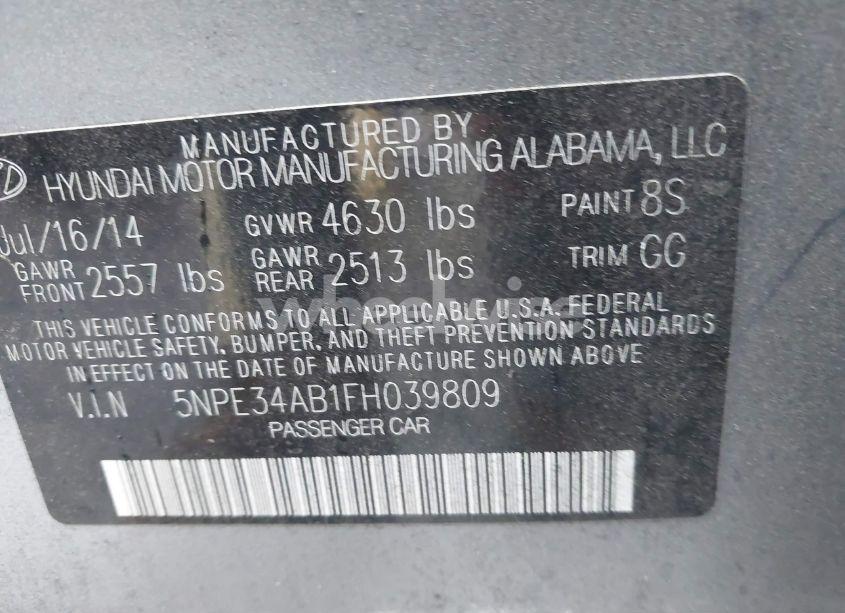 MANUFACTURED BY
HYUNDAI MOTOR MANUFACTURING ALABAMA, LLC
Jul/16/14 GVWR 4630 lbs PAINT 8S
GAWR FRONT 2557 lbs GAWR REAR 2513 lbs TRIM GG
THIS VEHICLE CONFORMS TO ALL APPLICABLE U.S.A. FEDERAL
MOTOR VEHICLE SAFETY, BUMPER, AND THEFT PREVENTION STANDARDS
IN EFFECT ON THE DATE OF MANUFACTURE SHOWN ABOVE
V.I.N 5NPE34AB1FH039809
PASSENGER CAR